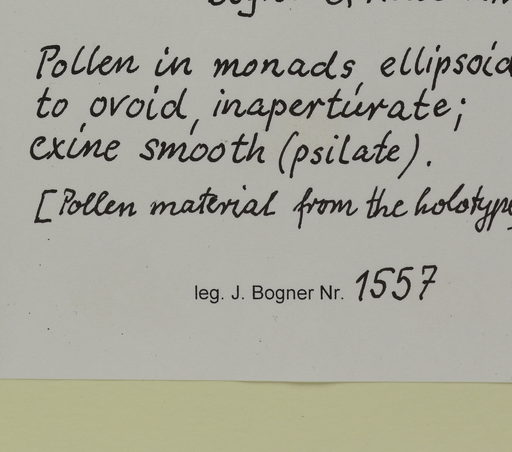 Pollen in monads, ellipsoid
to ovoid, inaperturate;
exine smooth (psilate).
[Pollen material from the holotype
leg. J. Bogner Nr. 1557